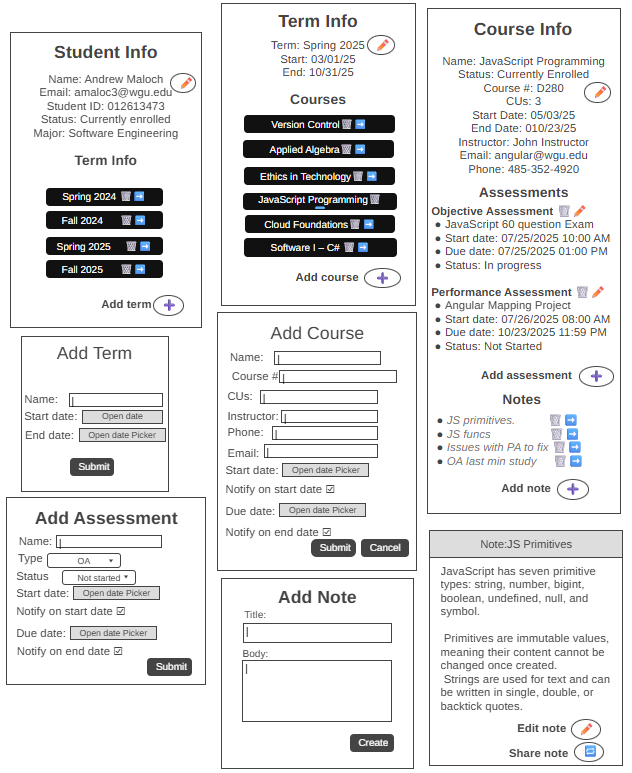 Student Info
Name: Andrew Maloch
Email: amaloc3@wgu.edu
Student ID: 012613473
Status: Currently enrolled
Major: Software Engineering
Term Info
Spring 2024
Fall 2024
Spring 2025
Fall 2025
Add term
Term Info
Term: Spring 2025
Start: 03/01/25
End: 10/31/25
Courses
Version Control
Applied Algebra
Ethics in Technology
JavaScript Programming
Cloud Foundations
Software I – C#
Add course
Course Info
Name: JavaScript Programming
Status: Currently Enrolled
Course #: D280
CUs: 3
Start Date: 05/03/25
End Date: 010/23/25
Instructor: John Instructor
Email: angular@wgu.edu
Phone: 485-352-4920
Assessments
Objective Assessment
● JavaScript 60 question Exam
● Start date: 07/25/2025 10:00 AM
● Due date: 07/25/2025 01:00 PM
● Status: In progress
Performance Assessment
● Angular Mapping Project
● Start date: 07/26/2025 08:00 AM
● Due date: 10/23/2025 11:59 PM
● Status: Not Started
Add assessment
Notes
● JS primitives.
● JS funcs
● Issues with PA to fix
● OA last min study
Add note
Add Term
Name:
Start date: Open date
End date: Open date Picker
Submit
Add Course
Name:
Course #
CUs:
Instructor:
Phone:
Email:
Start date: Open date Picker
Notify on start date ☑
Due date: Open date Picker
Notify on end date ☑
Submit Cancel
Add Assessment
Name:
Type OA
Status Not started
Start date: Open date Picker
Notify on start date ☑
Due date: Open date Picker
Notify on end date ☑
Submit
Add Note
Title:
Body:
Create
Note:JS Primitives
JavaScript has seven primitive
types: string, number, bigint,
boolean, undefined, null, and
symbol.
Primitives are immutable values,
meaning their content cannot be
changed once created.
Strings are used for text and can
be written in single, double, or
backtick quotes.
Edit note
Share note